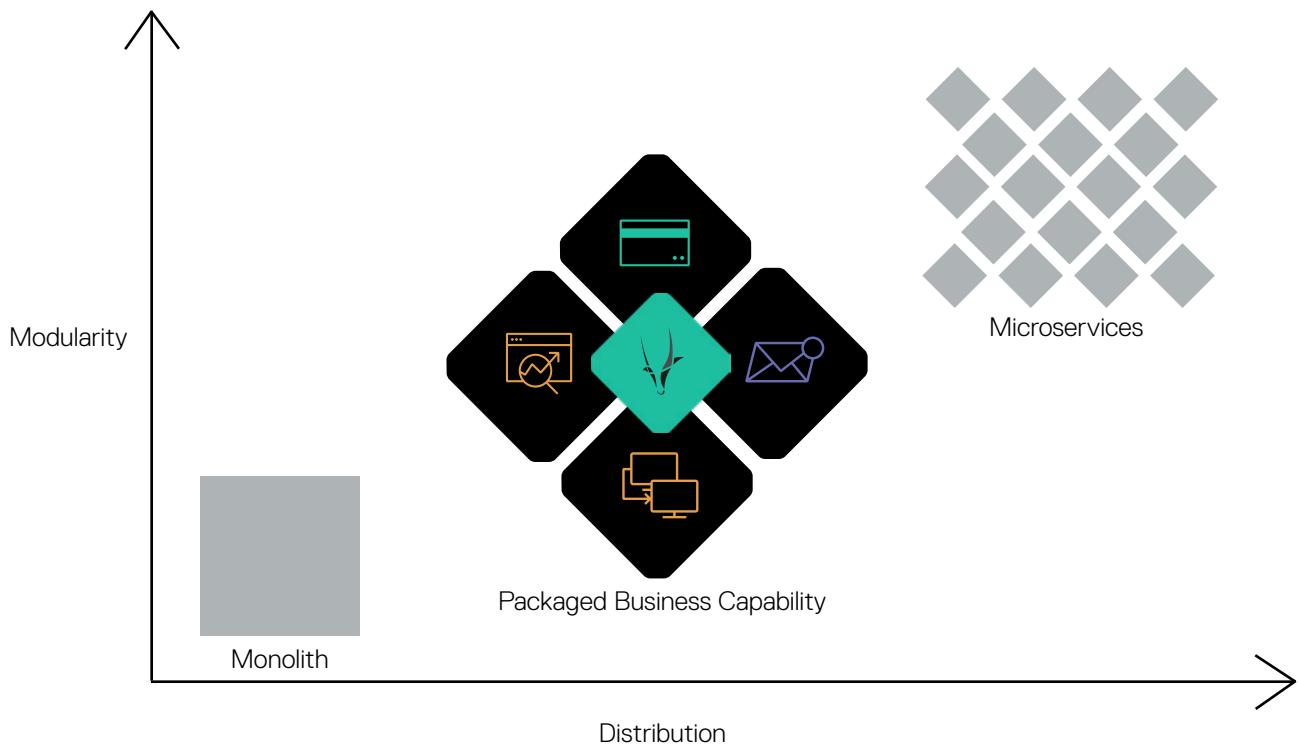 Modularity
Microservices
Packaged Business Capability
Monolith
Distribution